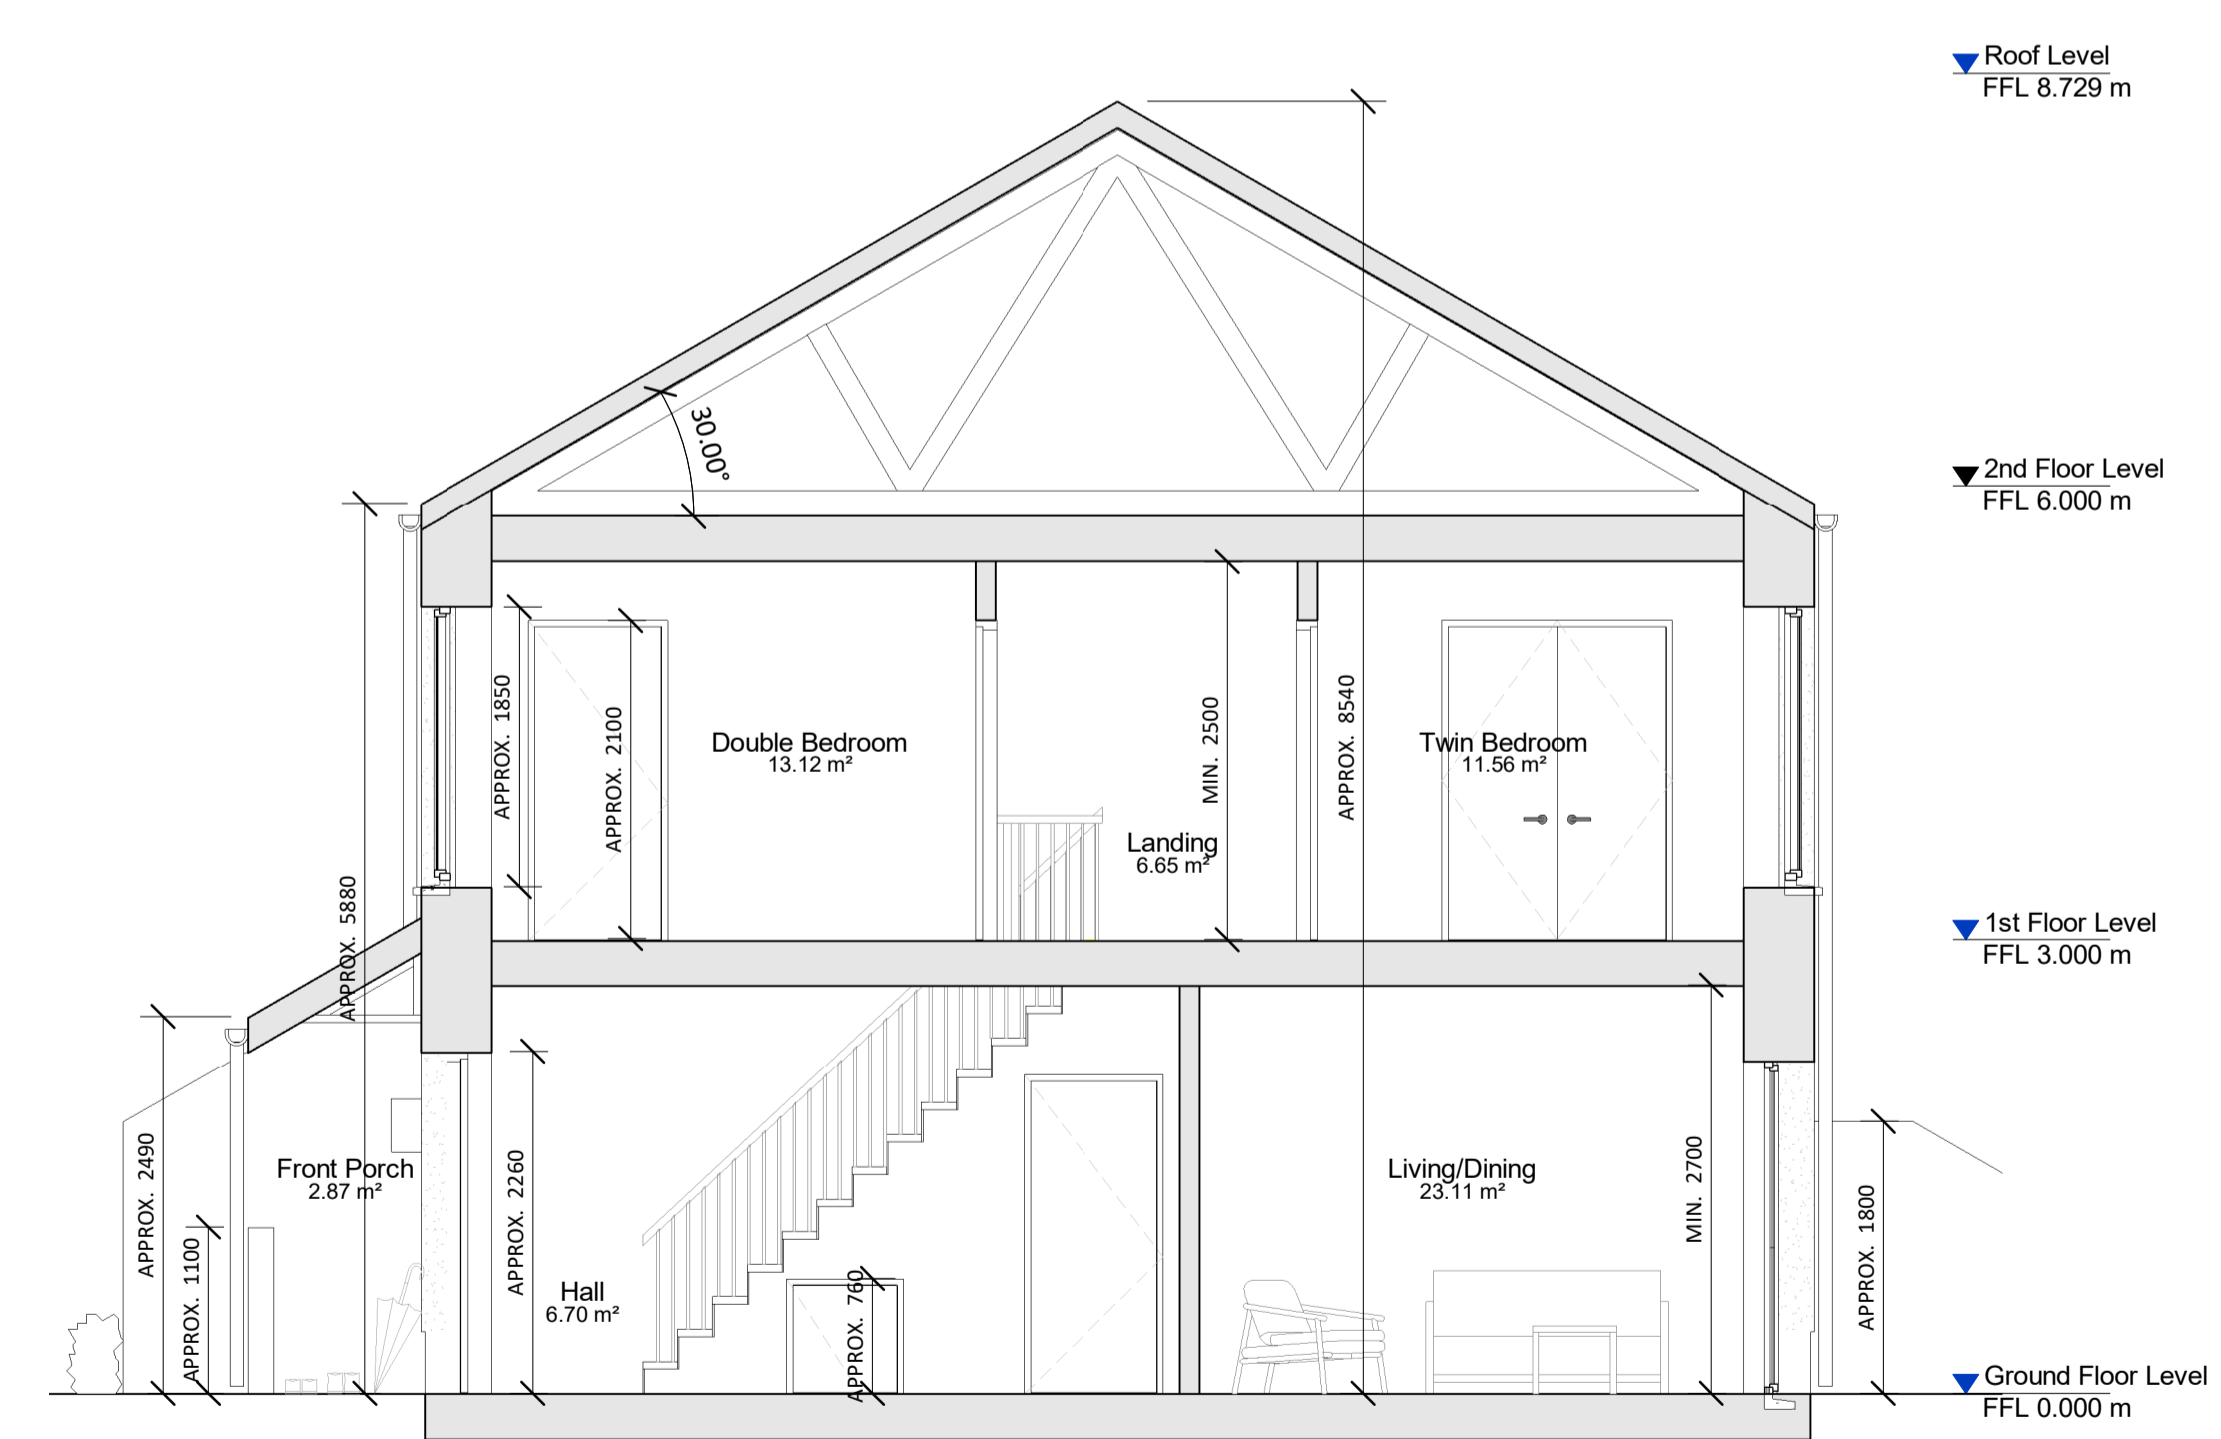 Roof Level
FFL 8.729 m
30.00°
2nd Floor Level
FFL 6.000 m
APPROX. 5880
APPROX. 1850
APPROX. 2100
Double Bedroom
13.12 m²
MIN. 2500
Landing
6.65 m²
APPROX. 8540
Twin Bedroom
11.56 m²
1st Floor Level
FFL 3.000 m
APPROX. 2490
APPROX. 1100
Front Porch
2.87 m²
APPROX. 2260
Hall
6.70 m²
APPROX. 760
Living/Dining
23.11 m²
MIN. 2700
APPROX. 1800
Ground Floor Level
FFL 0.000 m